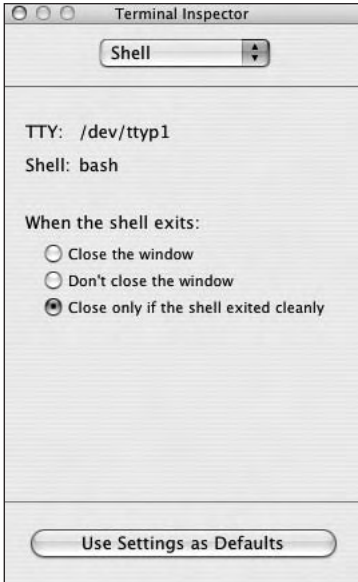 Terminal Inspector
Shell
TTY: /dev/ttyp1
Shell: bash
When the shell exits:
Close the window
Don't close the window
Close only if the shell exited cleanly
Use Settings as Defaults